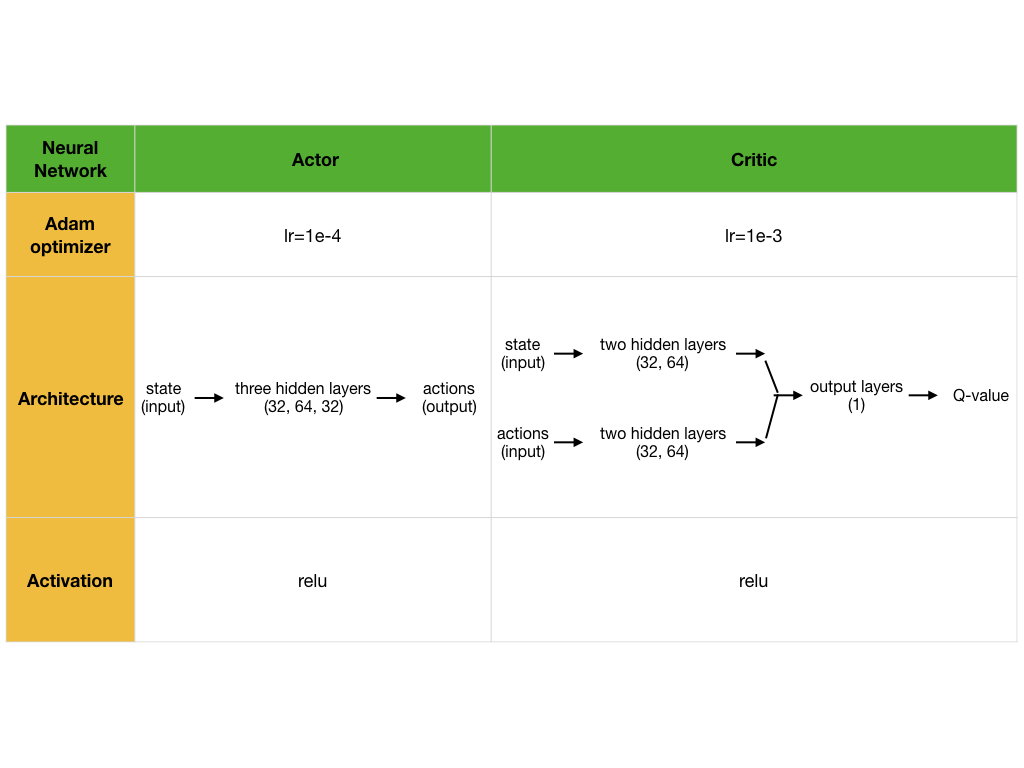 Neural
Network
Actor
Critic
Adam
optimizer
lr=1e-4
lr=1e-3
Architecture
state
(input)
three hidden layers
(32, 64, 32)
actions
(output)
state
(input)
two hidden layers
(32, 64)
actions
(input)
two hidden layers
(32, 64)
output layers
(1)
Q-value
Activation
relu
relu